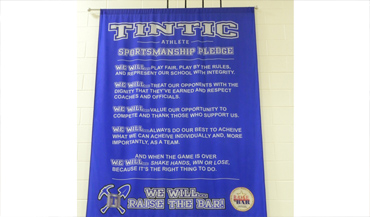 TINTIC
ATHLETE
SPORTSMANSHIP PLEDGE
WE WILL....PLAY FAIR, PLAY BY THE RULES,
AND REPRESENT OUR SCHOOL WITH INTEGRITY.
WE WILL....TREAT OUR OPPONENTS WITH THE
DIGNITY THAT THEY'VE EARNED AND RESPECT
COACHES AND OFFICIALS.
WE WILL....VALUE OUR OPPORTUNITY TO
COMPETE AND THANK THOSE WHO SUPPORT US.
WE WILL....ALWAYS DO OUR BEST TO ACHEIVE
WHAT WE CAN ACHEIVE INDIVIDUALLY AND, MORE
IMPORTANTLY, AS A TEAM.
AND WHEN THE GAME IS OVER
WE WILL.... SHAKE HANDS, WIN OR LOSE,
BECAUSE IT'S THE RIGHT THING TO DO.
WE WILL....
RAISE THE BAR!